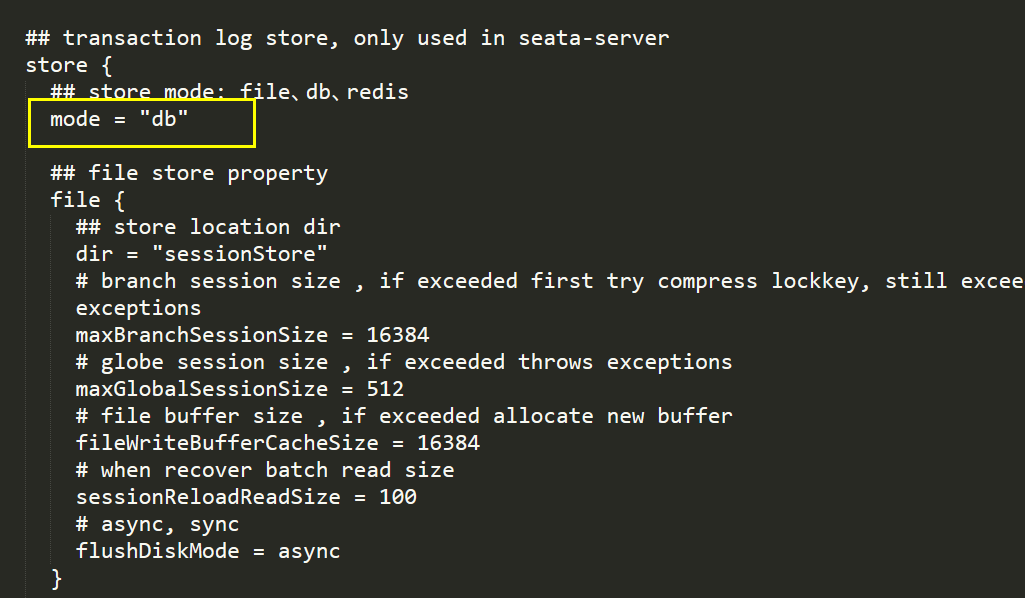 ## transaction log store, only used in seata-server
store {
## store mode: file、db、redis
mode = "db"
## file store property
file {
## store location dir
dir = "sessionStore"
# branch session size , if exceeded first try compress lockkey, still excee
exceptions
maxBranchSessionSize = 16384
# globe session size , if exceeded throws exceptions
maxGlobalSessionSize = 512
# file buffer size , if exceeded allocate new buffer
fileWriteBufferCacheSize = 16384
# when recover batch read size
sessionReloadReadSize = 100
# async, sync
flushDiskMode = async
}